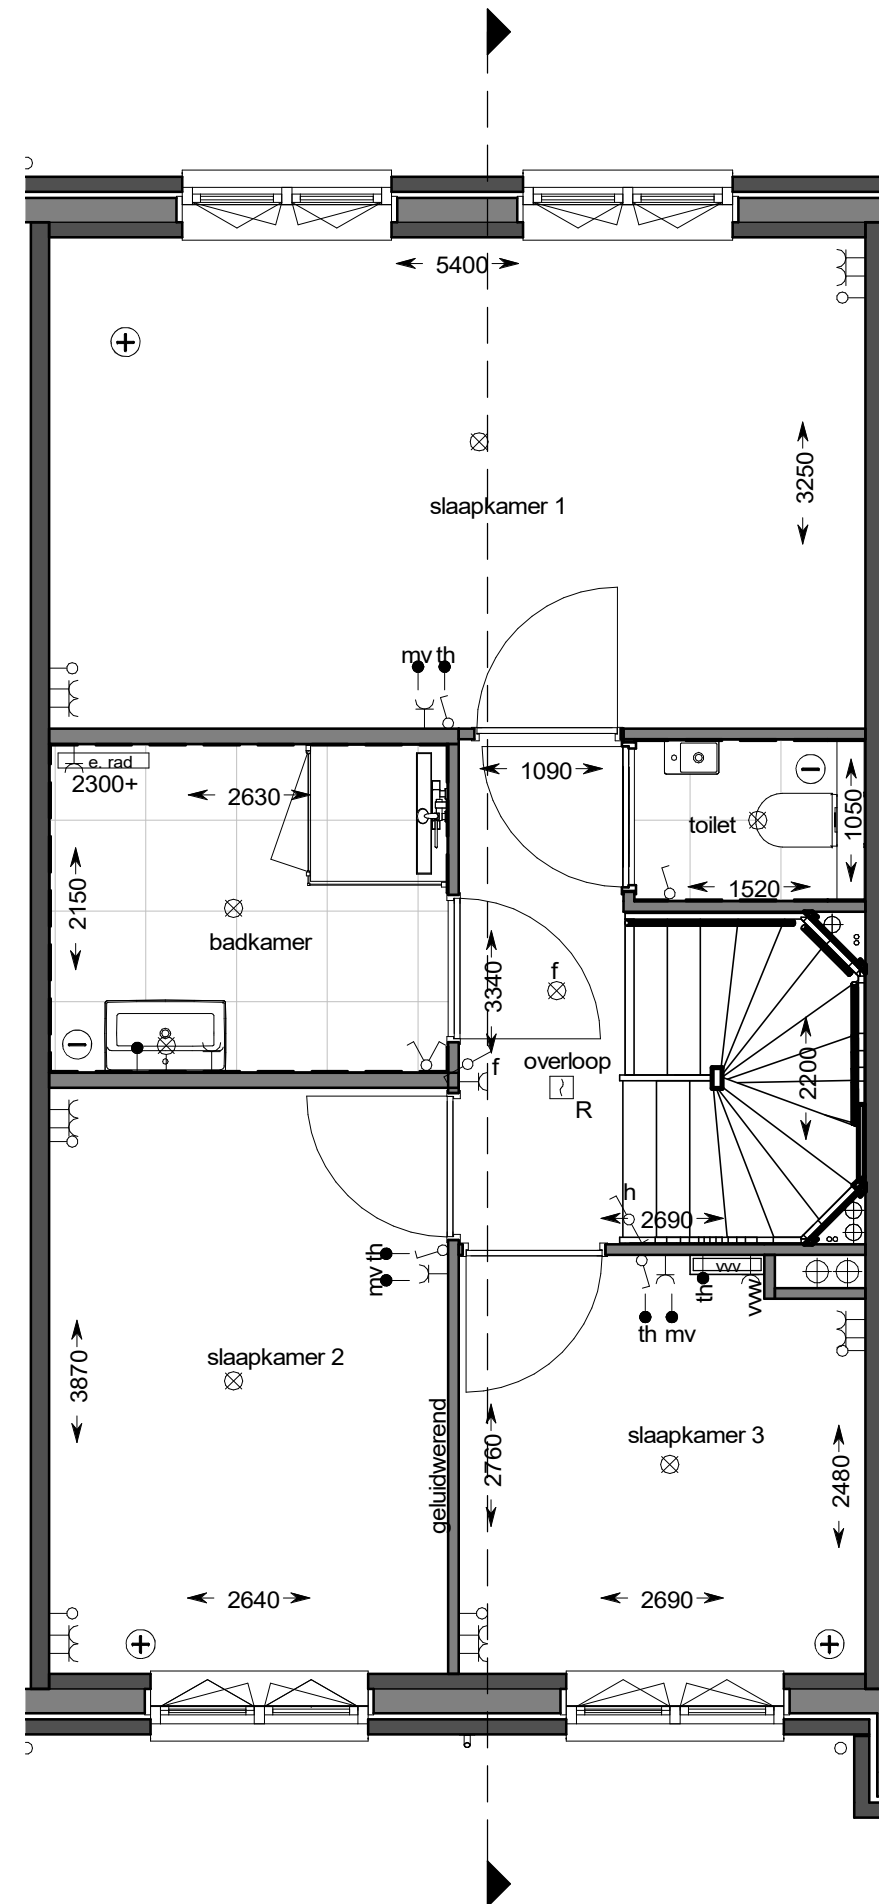 5400
3250
slaapkamer 1
mv th
e. rad
2300+
2630
1090
1050
toilet
1520
2150
badkamer
3340
f
overloop
f
R
2200
h
2690
mv th
vvv
th
vvw
th mv
slaapkamer 2
3870
geluidwerend
2760
slaapkamer 3
2480
2640
2690